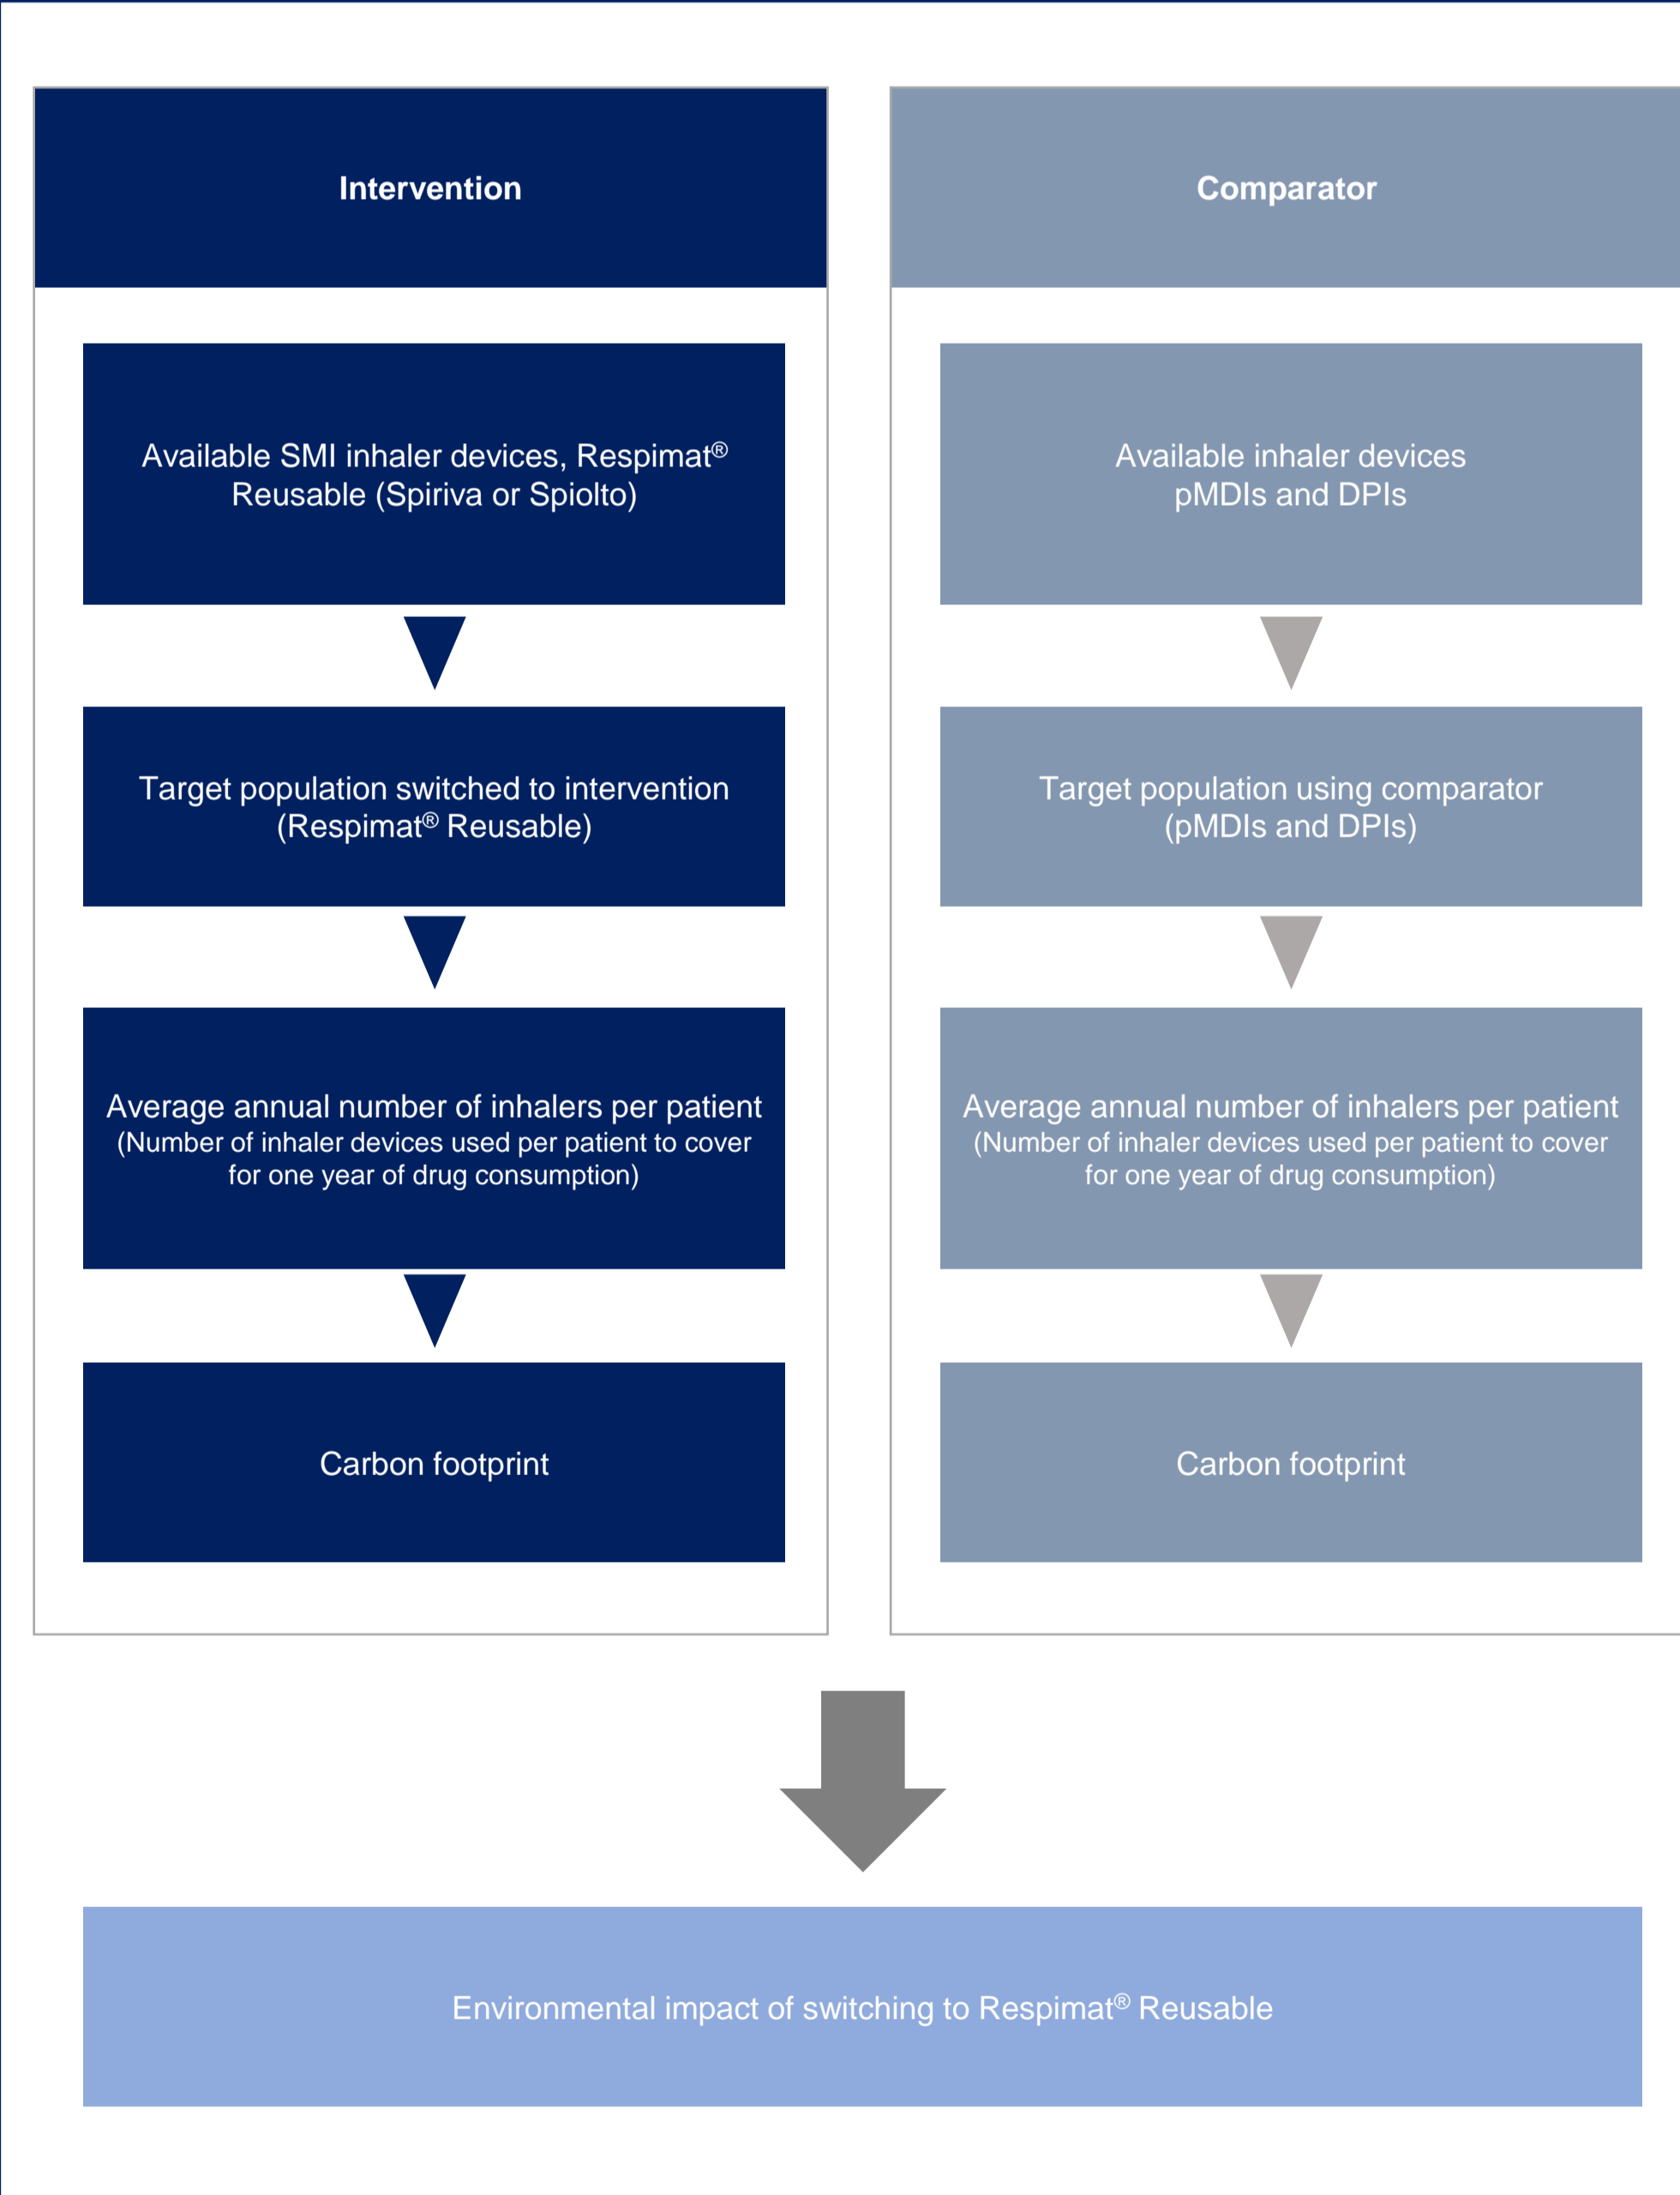 Intervention
Available SMI inhaler devices, Respimat®
Reusable (Spiriva or Spiolto)
Target population switched to intervention
(Respimat® Reusable)
Average annual number of inhalers per patient
(Number of inhaler devices used per patient to cover
for one year of drug consumption)
Carbon footprint
Comparator
Available inhaler devices
pMDIs and DPIs
Target population using comparator
(pMDIs and DPIs)
Average annual number of inhalers per patient
(Number of inhaler devices used per patient to cover
for one year of drug consumption)
Carbon footprint
Environmental impact of switching to Respimat® Reusable